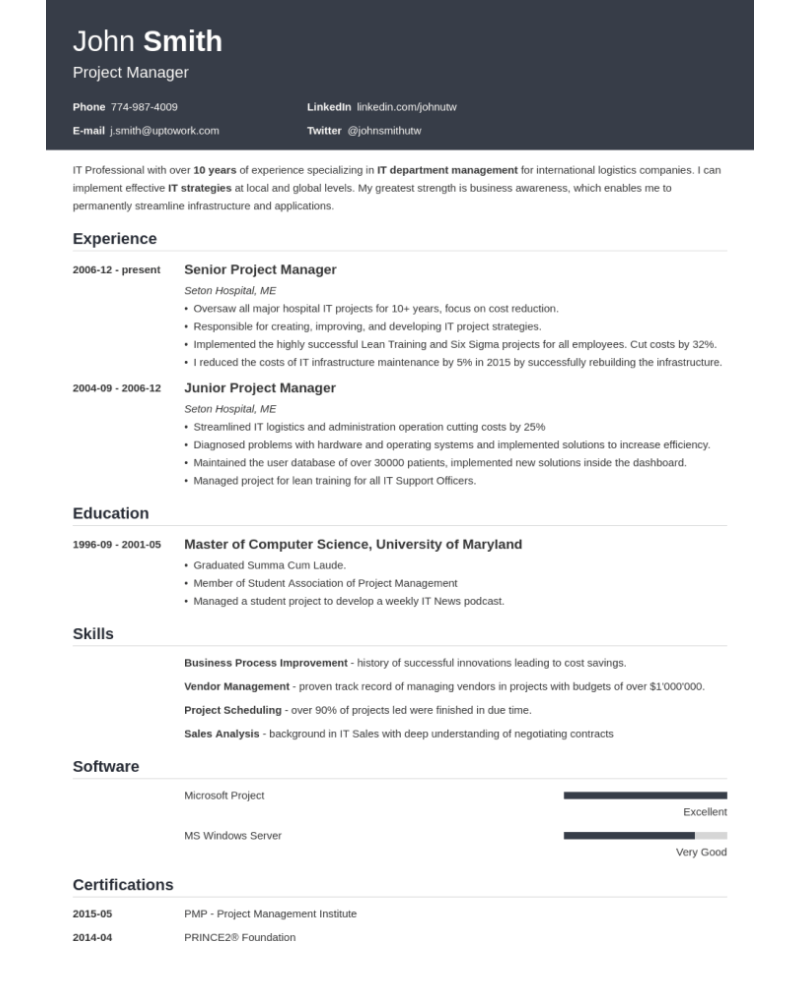 John Smith
Project Manager
Phone 774-987-4009
LinkedIn linkedin.com/johnutw
E-mail j.smith@uptowork.com
Twitter @johnsmithutw
IT Professional with over 10 years of experience specializing in IT department management for international logistics companies. I can
implement effective IT strategies at local and global levels. My greatest strength is business awareness, which enables me to
permanently streamline infrastructure and applications.
Experience
2006-12 - present
Senior Project Manager
Seton Hospital, ME
• Oversaw all major hospital IT projects for 10+ years, focus on cost reduction.
• Responsible for creating, improving, and developing IT project strategies.
• Implemented the highly successful Lean Training and Six Sigma projects for all employees. Cut costs by 32%.
• I reduced the costs of IT infrastructure maintenance by 5% in 2015 by successfully rebuilding the infrastructure.
2004-09 - 2006-12
Junior Project Manager
Seton Hospital, ME
• Streamlined IT logistics and administration operation cutting costs by 25%
• Diagnosed problems with hardware and operating systems and implemented solutions to increase efficiency.
• Maintained the user database of over 30000 patients, implemented new solutions inside the dashboard.
• Managed project for lean training for all IT Support Officers.
Education
1996-09 - 2001-05
Master of Computer Science, University of Maryland
• Graduated Summa Cum Laude.
• Member of Student Association of Project Management
• Managed a student project to develop a weekly IT News podcast.
Skills
Business Process Improvement - history of successful innovations leading to cost savings.
Vendor Management - proven track record of managing vendors in projects with budgets of over $1'000'000.
Project Scheduling - over 90% of projects led were finished in due time.
Sales Analysis - background in IT Sales with deep understanding of negotiating contracts
Software
Microsoft Project
Excellent
MS Windows Server
Very Good
Certifications
2015-05
PMP - Project Management Institute
2014-04
PRINCE2® Foundation